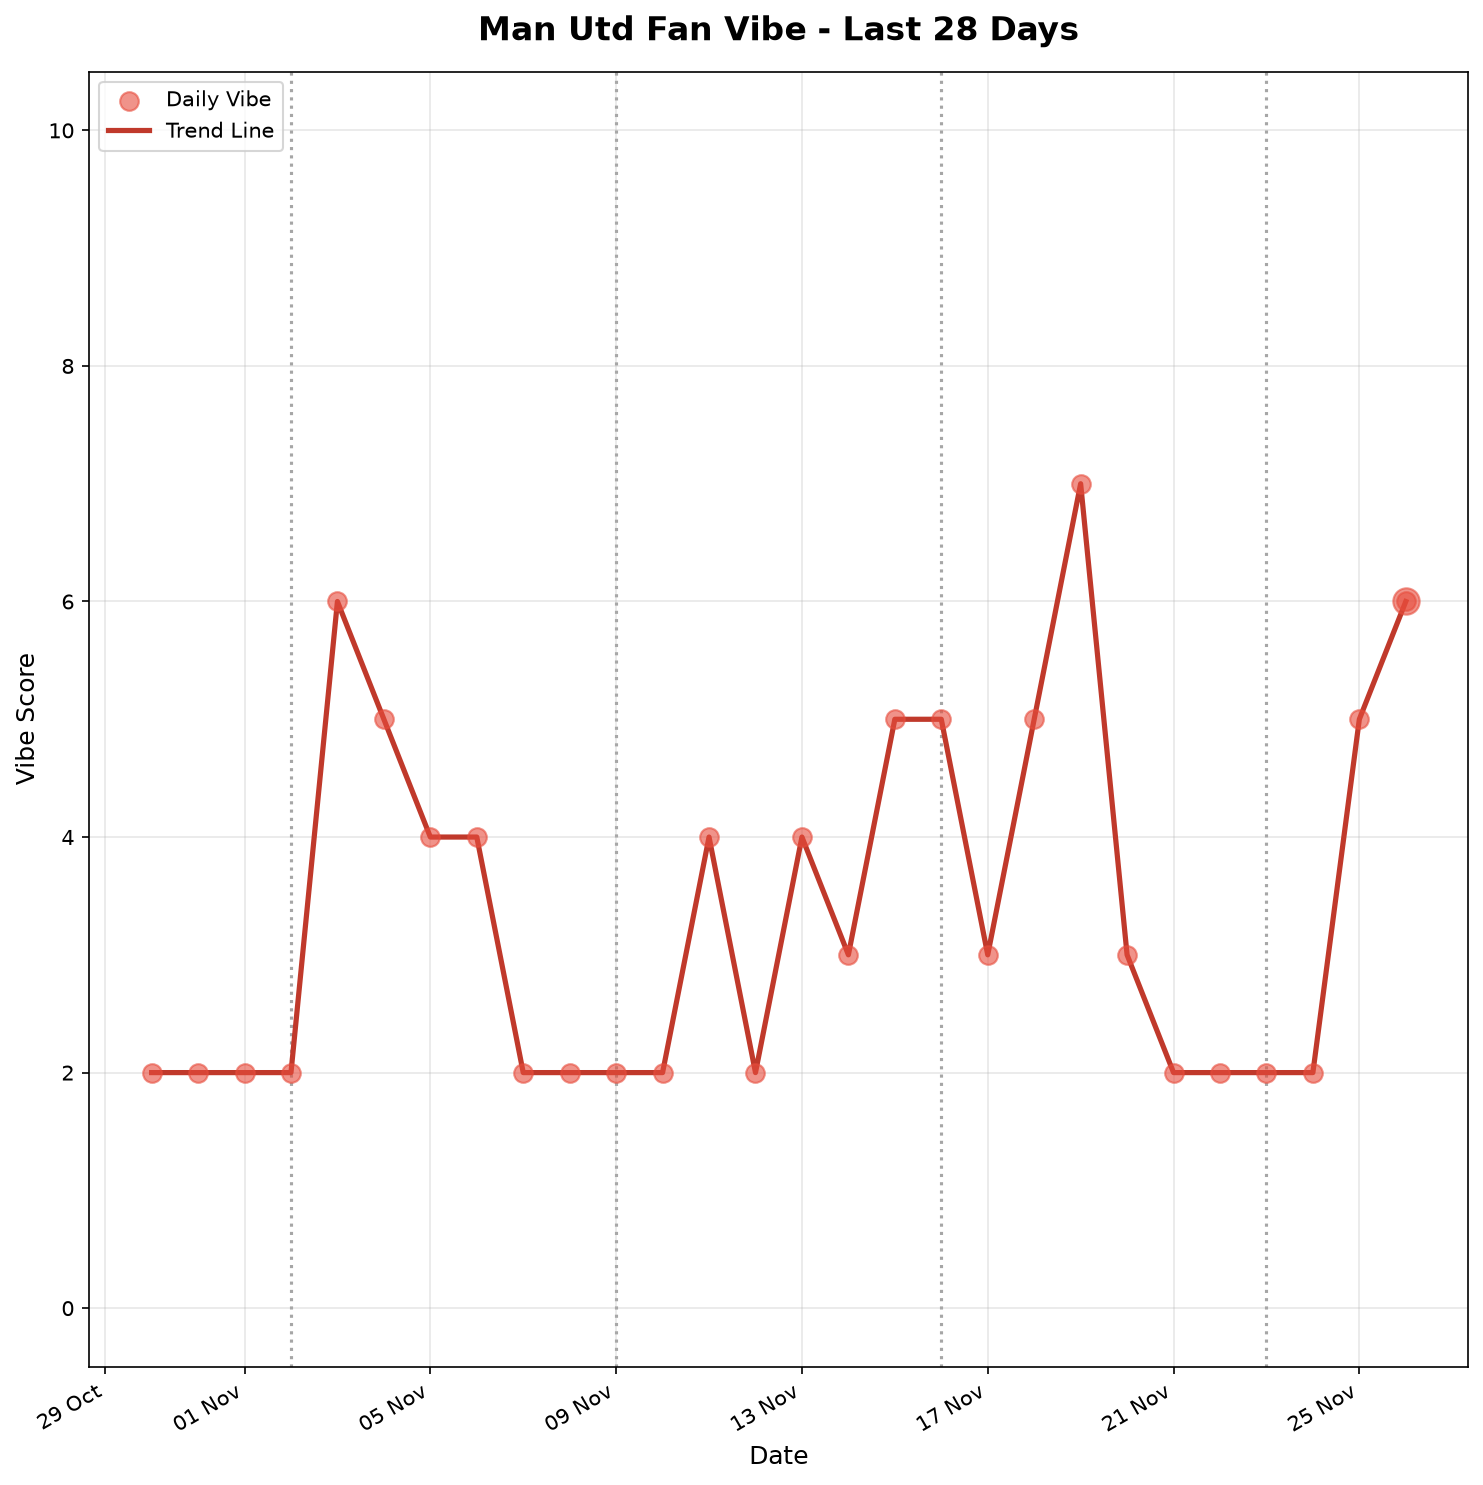 Man Utd Fan Vibe - Last 28 Days
Daily Vibe
Trend Line
10
8
6
4
2
0
Vibe Score
29 Oct
01 Nov
05 Nov
09 Nov
13 Nov
17 Nov
21 Nov
25 Nov
Date